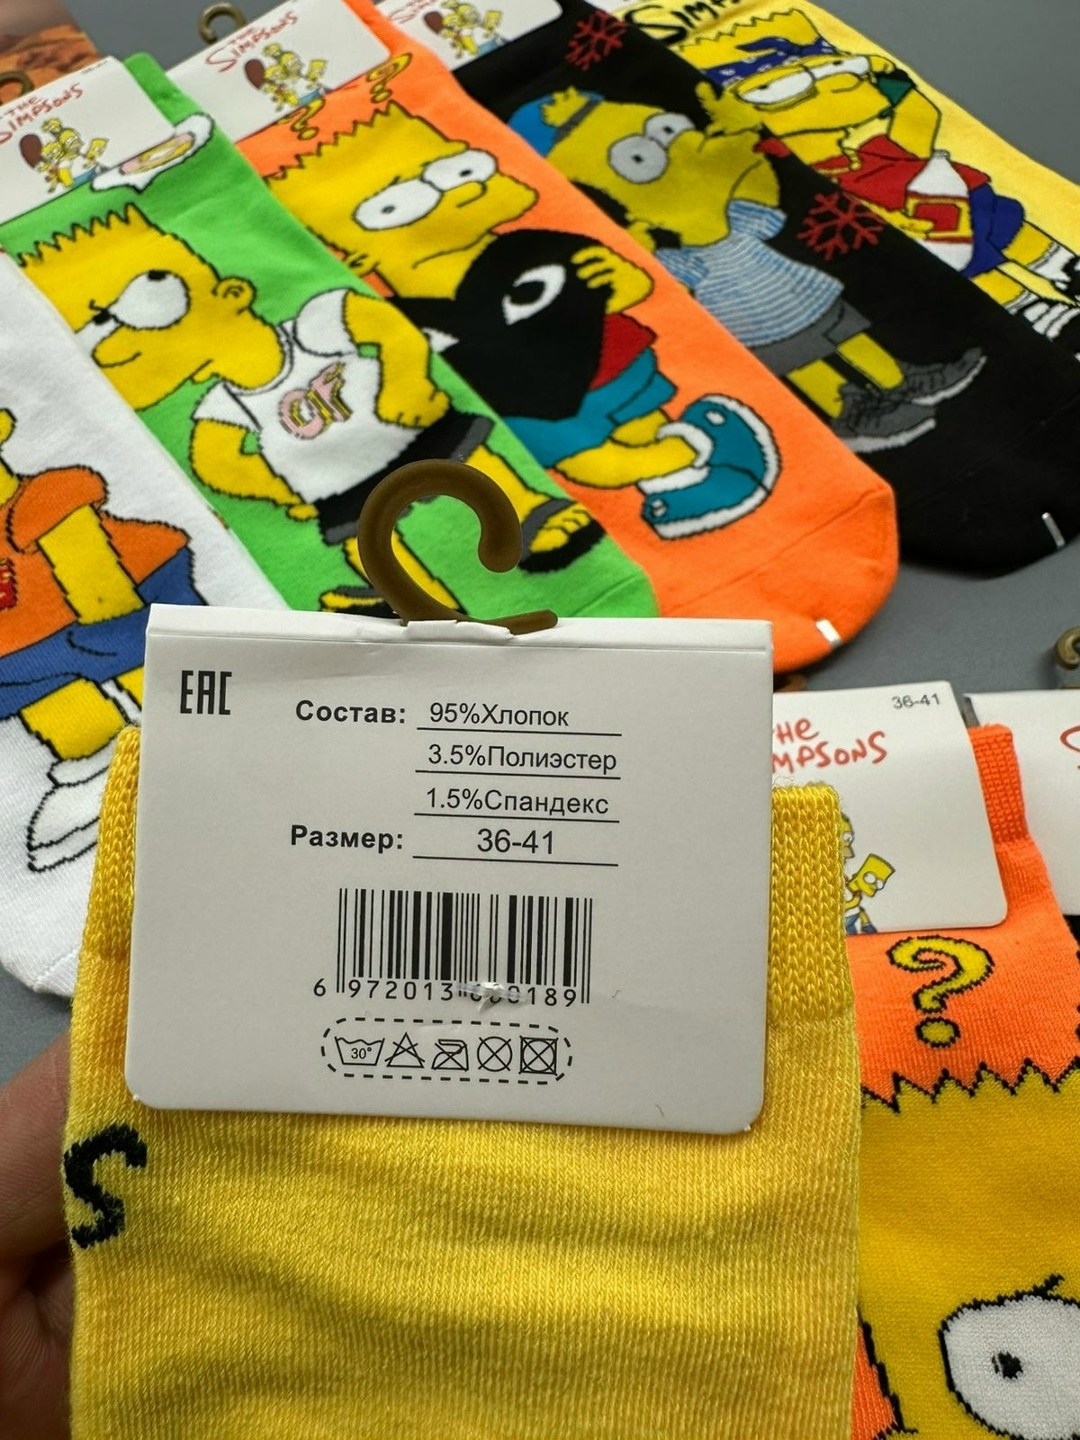 THE
SIMPSONS
THE
SIMPSONS
SIMPSONS
EAC
Состав: 95%Хлопок
3.5%Полиэстер
1.5%Спандекс
Размер: 36-41
36-41
S